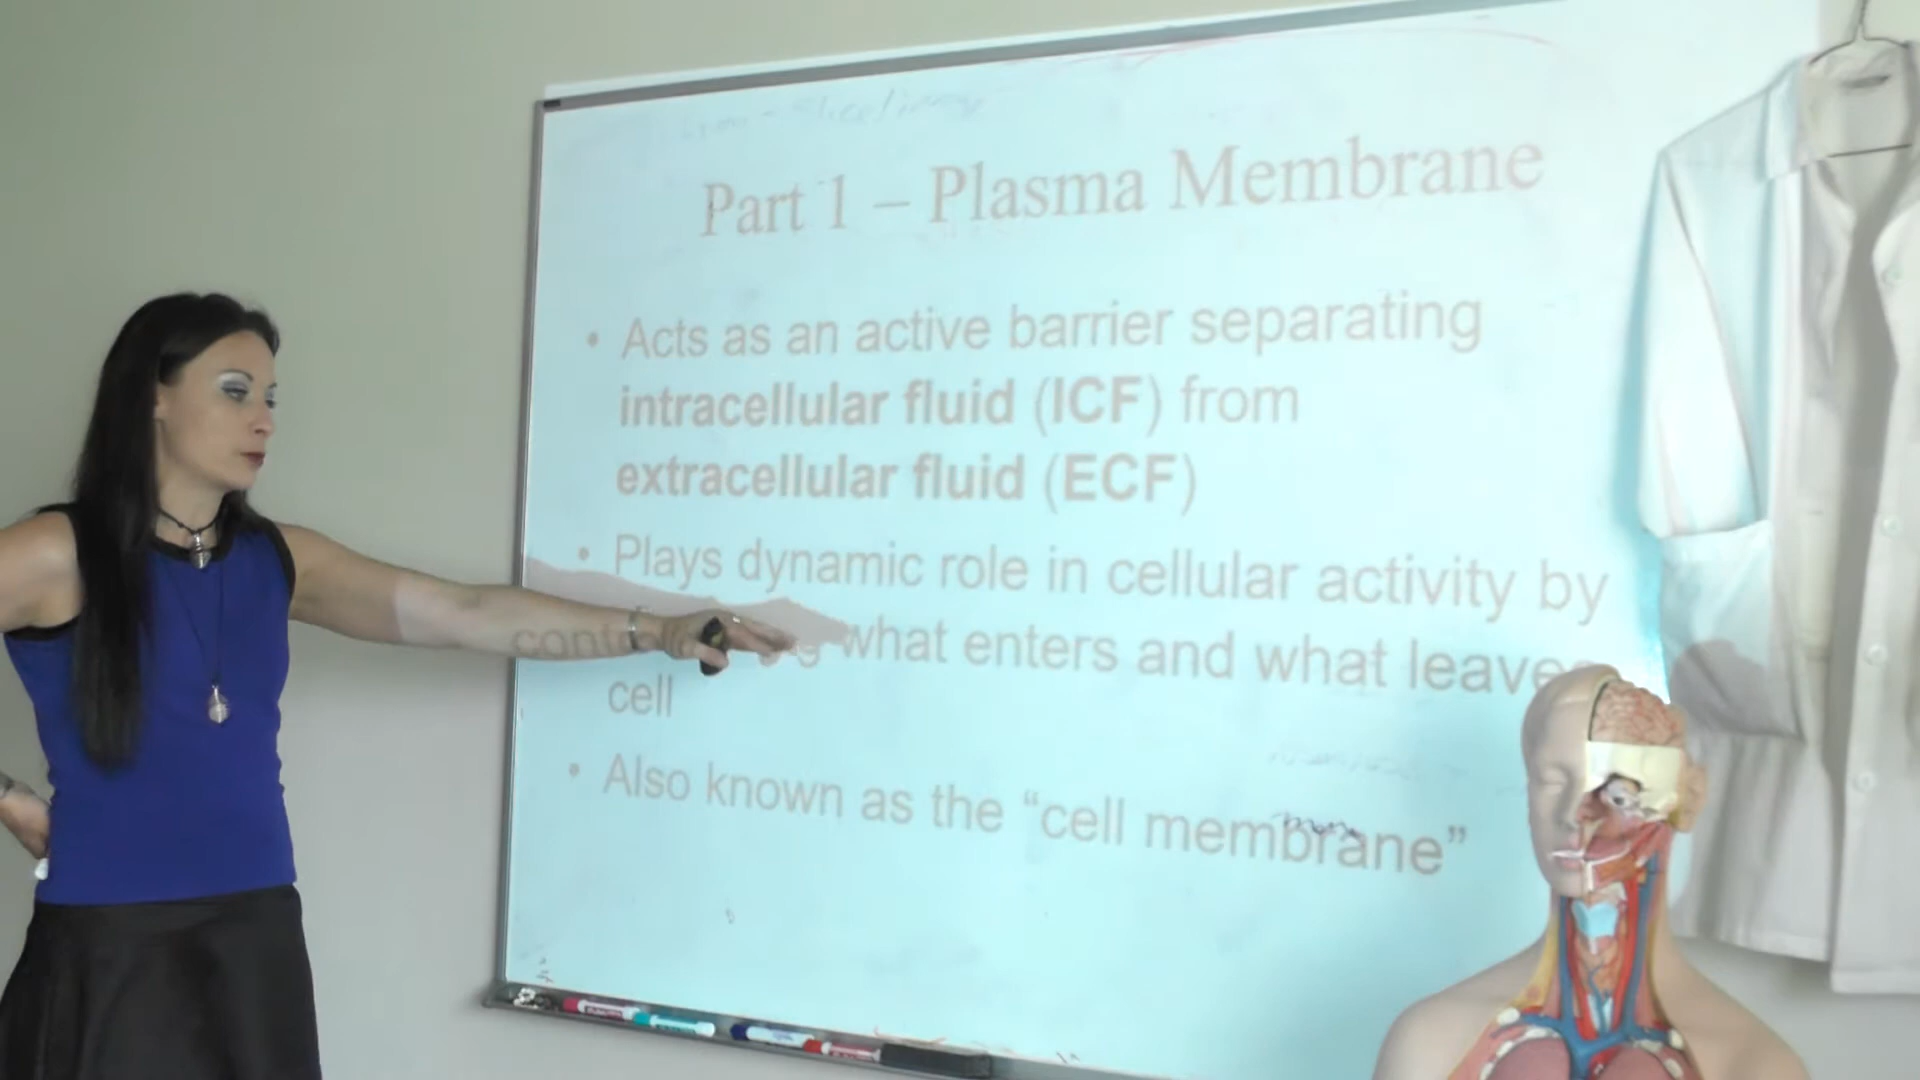 Part 1 – Plasma Membrane
• Acts as an active barrier separating
intracellular fluid (ICF) from
extracellular fluid (ECF)
• Plays dynamic role in cellular activity by
what enters and what leaves
cell
• Also known as the “cell membrane”